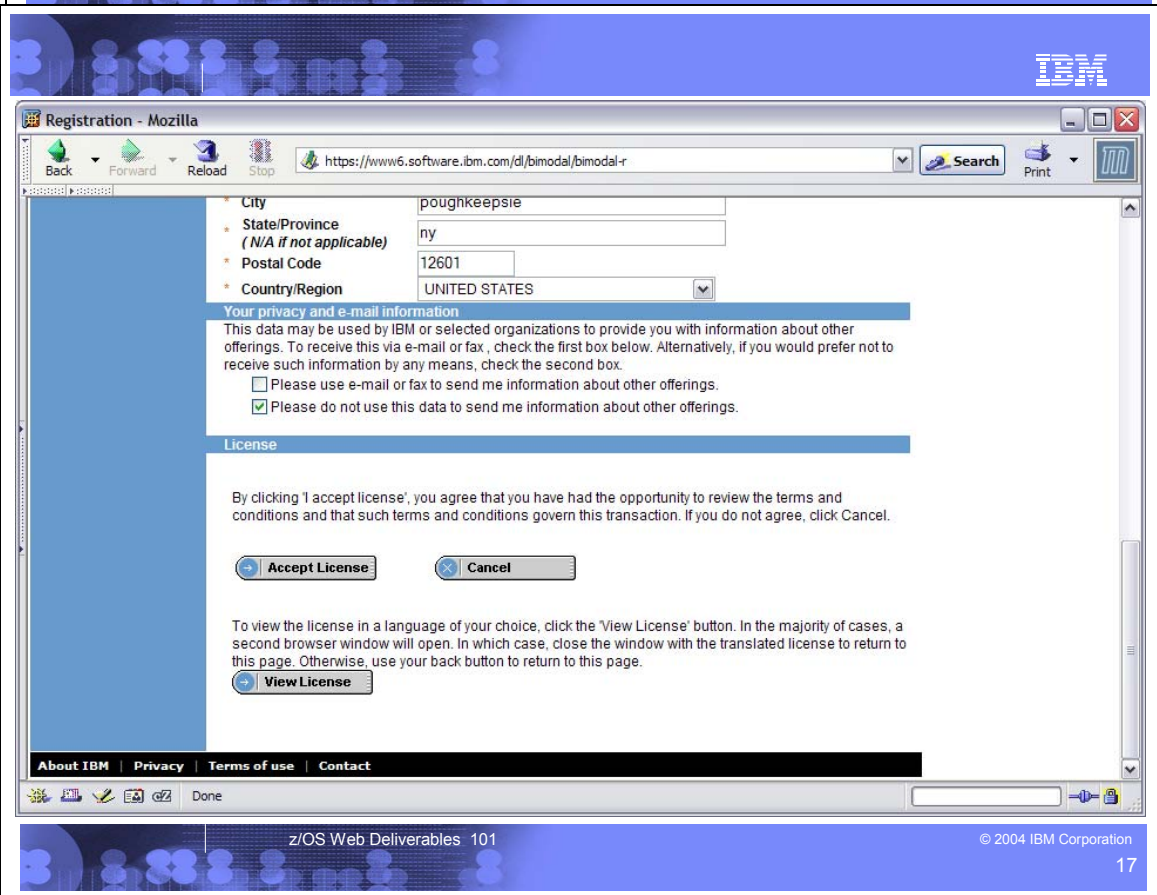 IBM
Registration - Mozilla
Back
Forward
Reload
Stop
https://www6.software.ibm.com/dl/bimodal/bimodal-r
Search
Print
* City
poughkeepsie
* State/Province
( N/A if not applicable)
ny
* Postal Code
12601
* Country/Region
UNITED STATES
Your privacy and e-mail information
This data may be used by IBM or selected organizations to provide you with information about other
offerings. To receive this via e-mail or fax , check the first box below. Alternatively, if you would prefer not to
receive such information by any means, check the second box.
Please use e-mail or fax to send me information about other offerings.
Please do not use this data to send me information about other offerings.
License
By clicking 'I accept license', you agree that you have had the opportunity to review the terms and
conditions and that such terms and conditions govern this transaction. If you do not agree, click Cancel.
Accept License
Cancel
To view the license in a language of your choice, click the 'View License' button. In the majority of cases, a
second browser window will open. In which case, close the window with the translated license to return to
this page. Otherwise, use your back button to return to this page.
View License
About IBM | Privacy | Terms of use | Contact
Done
z/OS Web Deliverables 101
© 2004 IBM Corporation
17